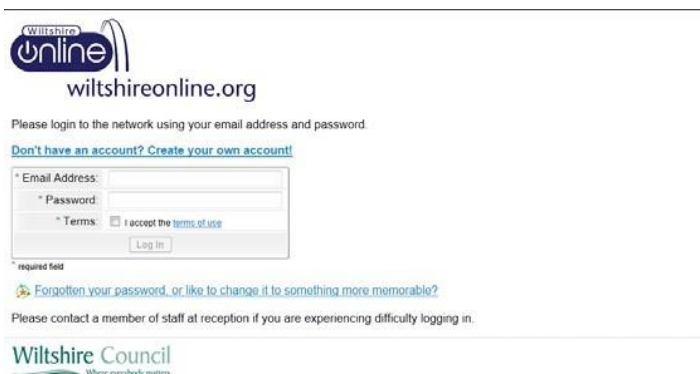 Wiltshire
online
wiltshireonline.org
Please login to the network using your email address and password.
Don't have an account? Create your own account!
* Email Address:
* Password:
* Terms: I accept the terms of use
Log In
* required field
Forgotten your password, or like to change it to something more memorable?
Please contact a member of staff at reception if you are experiencing difficulty logging in.
Wiltshire Council
Where everybody matters